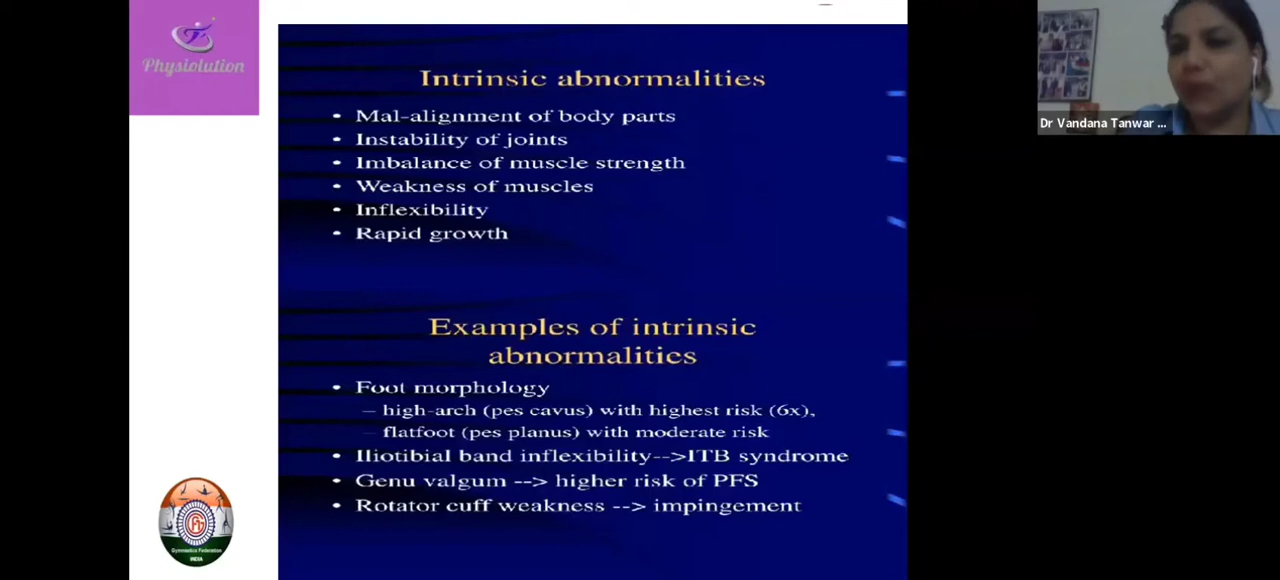 Physiolution
Intrinsic abnormalities
• Mal-alignment of body parts
• Instability of joints
• Imbalance of muscle strength
• Weakness of muscles
• Inflexibility
• Rapid growth
Examples of intrinsic
abnormalities
• Foot morphology
– high-arch (pes cavus) with highest risk (6x),
– flatfoot (pes planus) with moderate risk
• Iliotibial band inflexibility-->ITB syndrome
• Genu valgum --> higher risk of PFS
• Rotator cuff weakness --> impingement
Gymnastics Federation
INDIA
Dr Vandana Tanwar ...